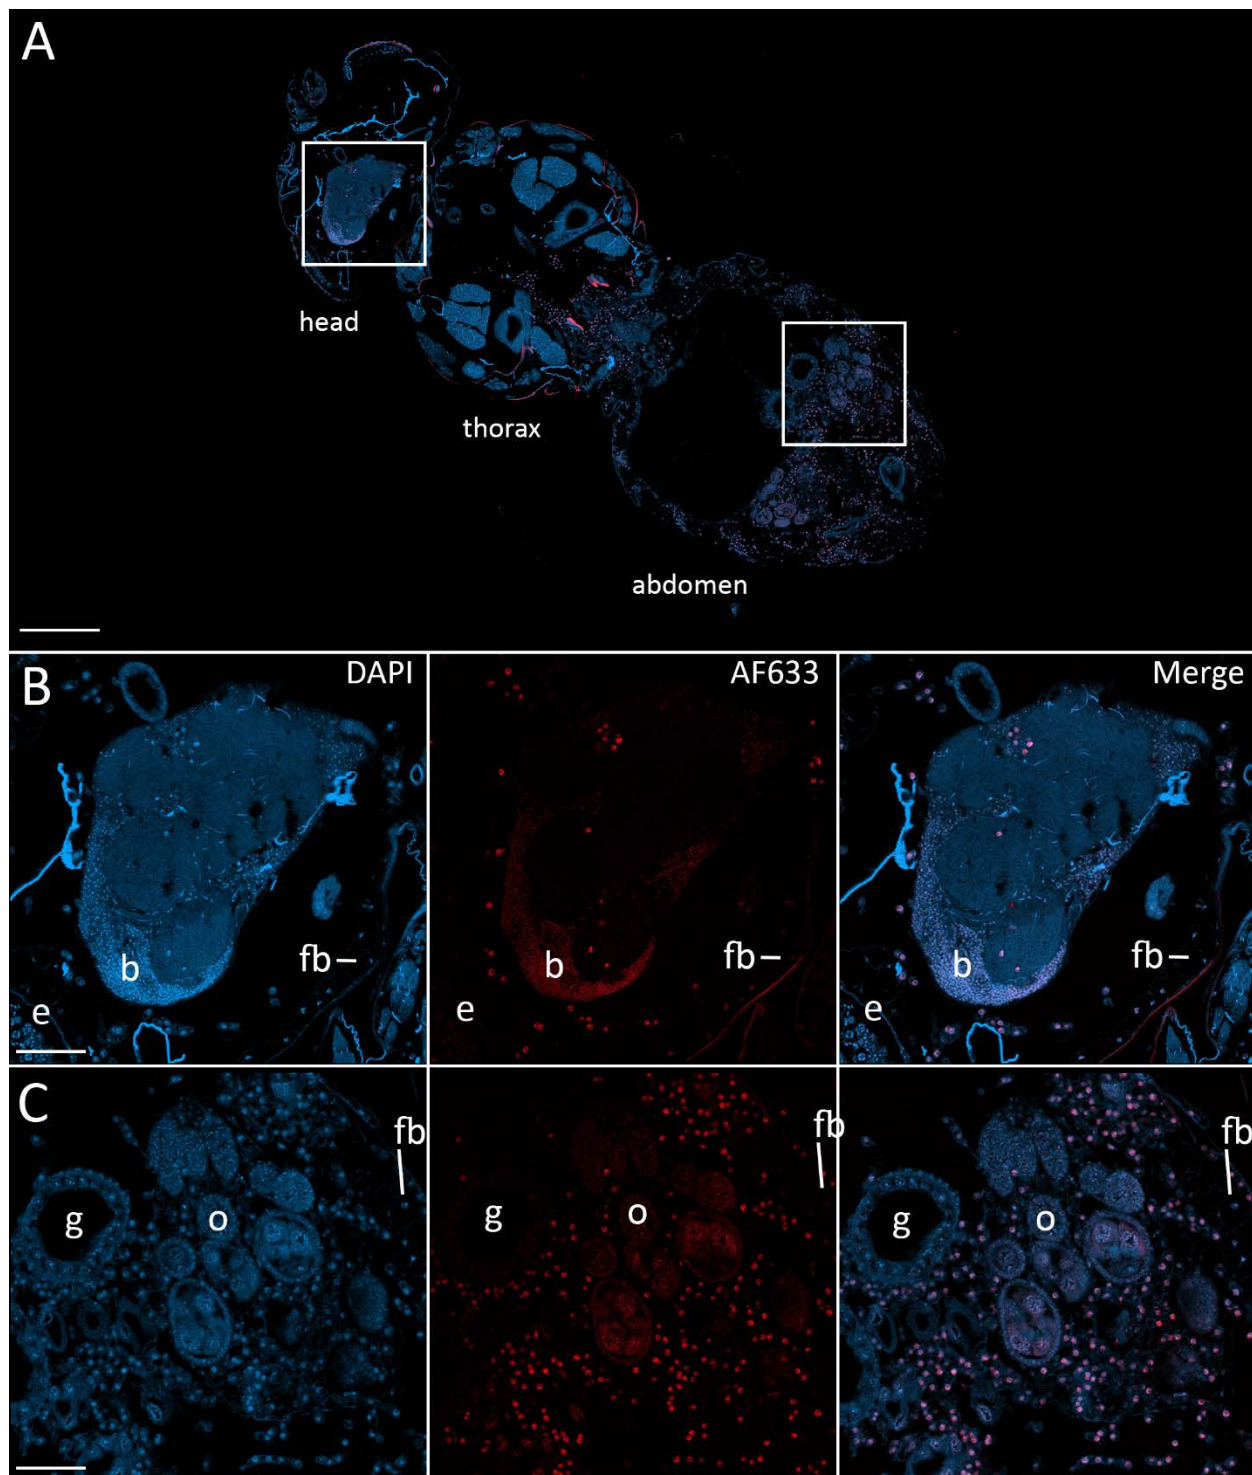 A
head
thorax
abdomen
B DAPI AF633 Merge
fb fb fb
b b b
e e e
C
fb fb fb
g o g o g o